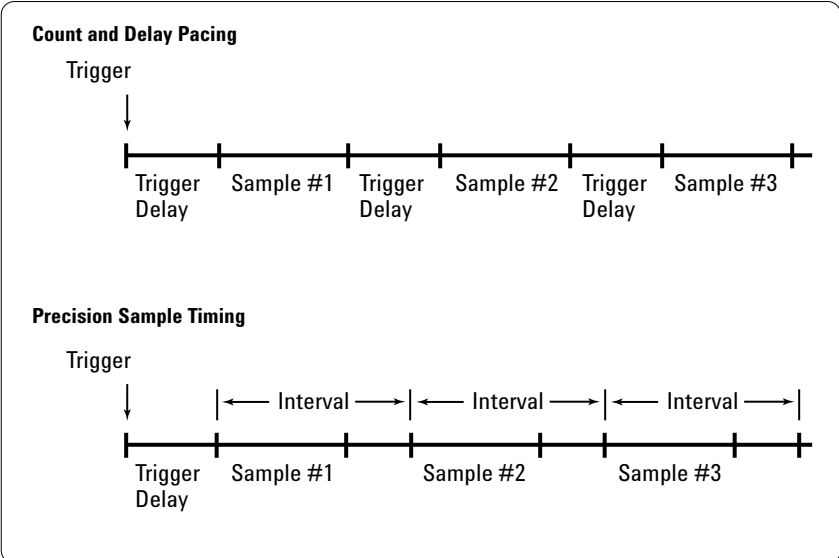 Count and Delay Pacing
Trigger
Trigger Delay
Sample #1
Trigger Delay
Sample #2
Trigger Delay
Sample #3
Precision Sample Timing
Trigger
Interval
Interval
Interval
Trigger Delay
Sample #1
Sample #2
Sample #3